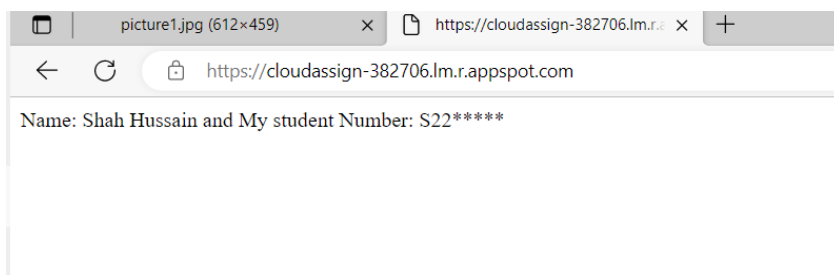 picture1.jpg (612×459)
https://cloudassign-382706.lm.r.a
https://cloudassign-382706.lm.r.appspot.com
Name: Shah Hussain and My student Number: S22*****